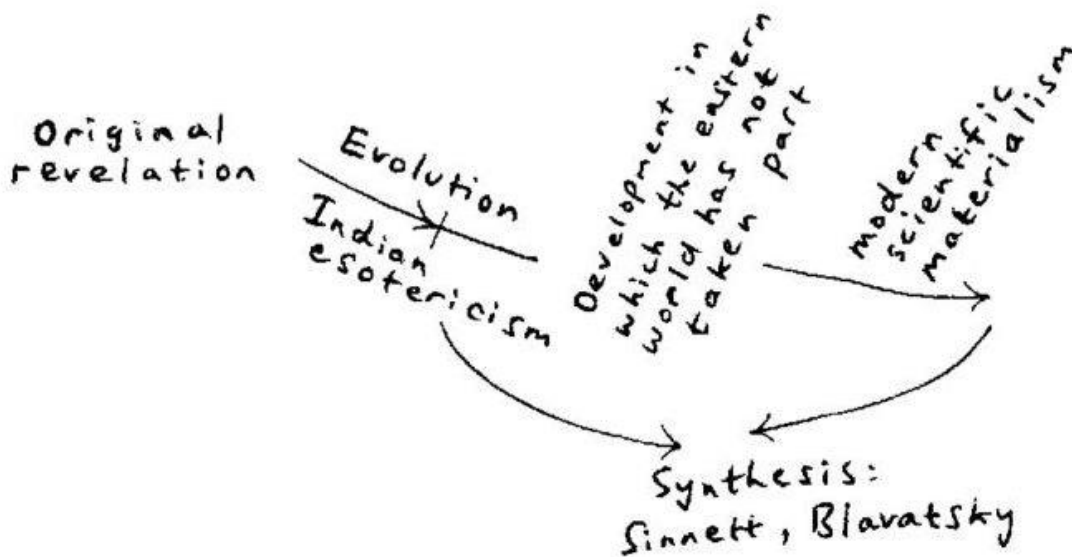 Original
revelation
Evolution
Indian
esotericism
Development in
which the eastern
world has not
taken part
modern
scientific
materialism
Synthesis:
Sinnett, Blavatsky